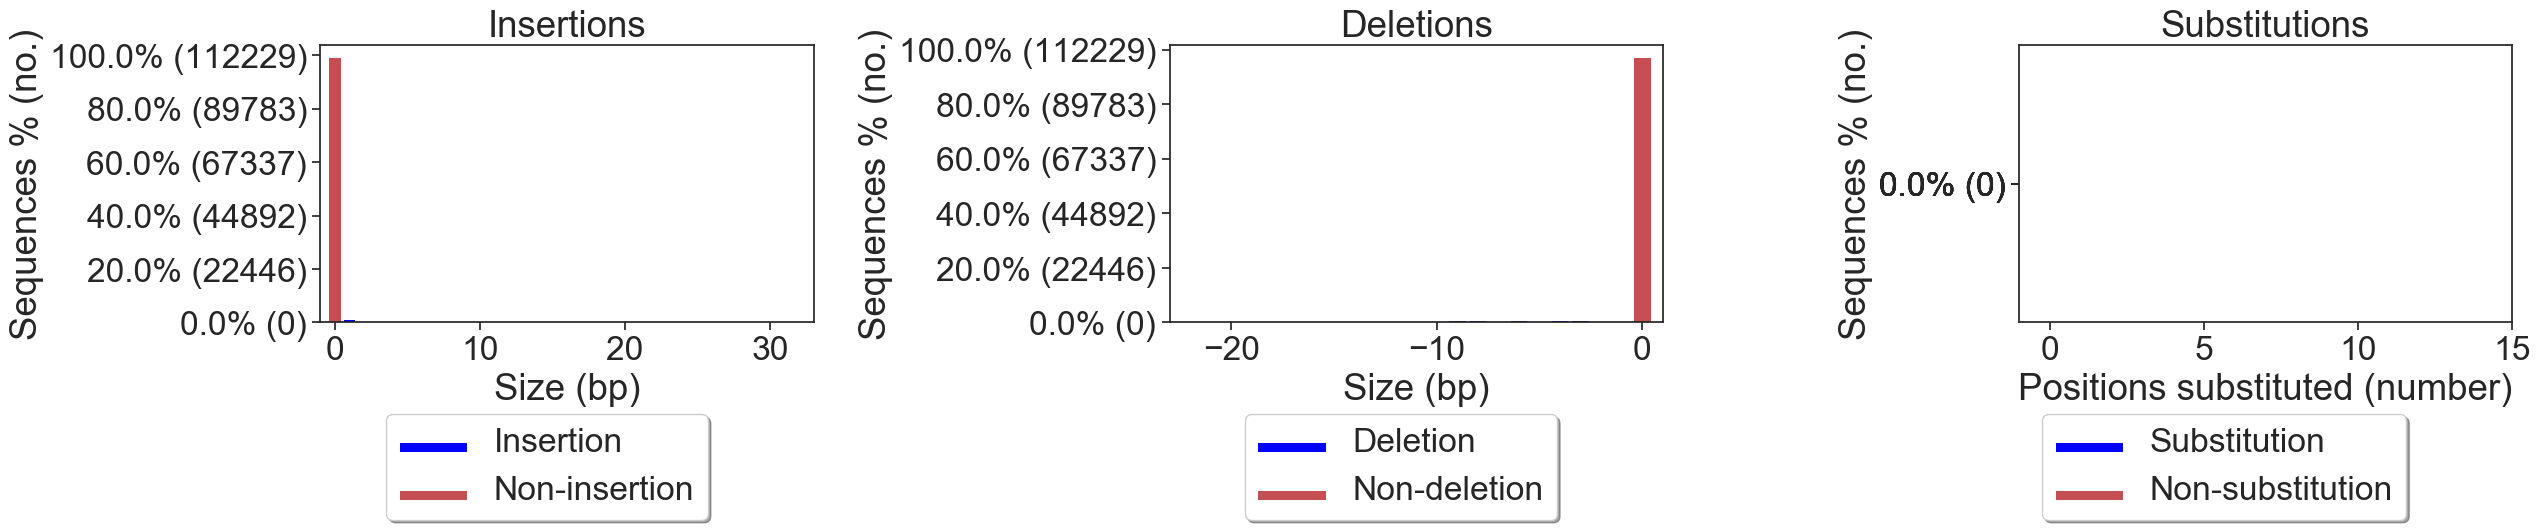 Insertions
Sequences % (no.)
100.0% (112229)
80.0% (89783)
60.0% (67337)
40.0% (44892)
20.0% (22446)
0.0% (0)
0 10 20 30
Size (bp)
Insertion
Non-insertion
Deletions
Sequences % (no.)
100.0% (112229)
80.0% (89783)
60.0% (67337)
40.0% (44892)
20.0% (22446)
0.0% (0)
−20 −10 0
Size (bp)
Deletion
Non-deletion
Substitutions
Sequences % (no.)
0.0% (0)
0 5 10 15
Positions substituted (number)
Substitution
Non-substitution